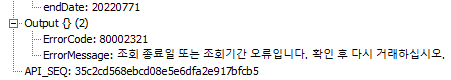 endDate: 20220771
Output {} (2)
ErrorCode: 80002321
ErrorMessage: 조회 종료일 또는 조회기간 오류입니다. 확인 후 다시 거래하십시오.
API_SEQ: 35c2cd568ebcd08e5e6dfa2e917bfcb5